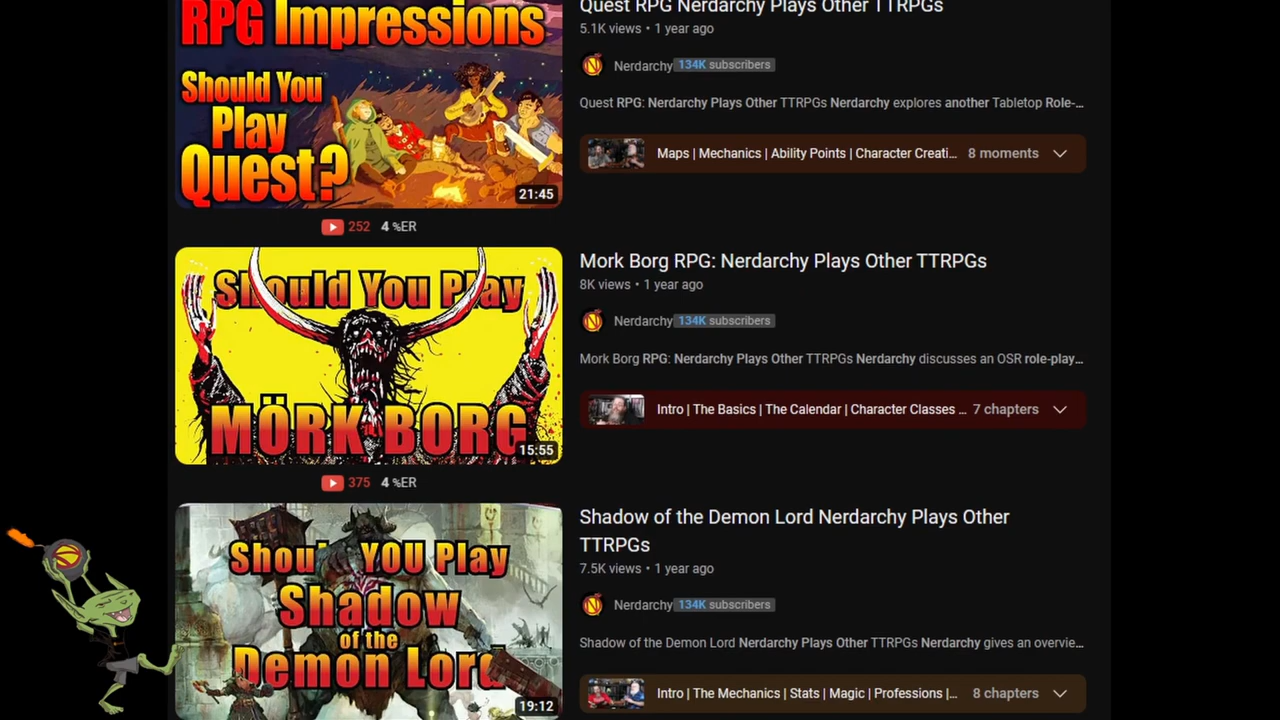 RPG Impressions
Should You
Play
Quest?
21:45
252 4 %ER
Quest RPG Nerdarchy Plays Other TTRPGs
5.1K views • 1 year ago
Nerdarchy 134K subscribers
Quest RPG: Nerdarchy Plays Other TTRPGs Nerdarchy explores another Tabletop Role-...
Maps | Mechanics | Ability Points | Character Creati... 8 moments
Should You Play
MÖRK BORG
15:55
375 4 %ER
Mork Borg RPG: Nerdarchy Plays Other TTRPGs
8K views • 1 year ago
Nerdarchy 134K subscribers
Mork Borg RPG: Nerdarchy Plays Other TTRPGs Nerdarchy discusses an OSR role-play...
Intro | The Basics | The Calendar | Character Classes ... 7 chapters
Should YOU Play
Shadow
of the
Demon Lord
19:12
Shadow of the Demon Lord Nerdarchy Plays Other
TTRPGs
7.5K views • 1 year ago
Nerdarchy 134K subscribers
Shadow of the Demon Lord Nerdarchy Plays Other TTRPGs Nerdarchy gives an overvie...
Intro | The Mechanics | Stats | Magic | Professions |... 8 chapters